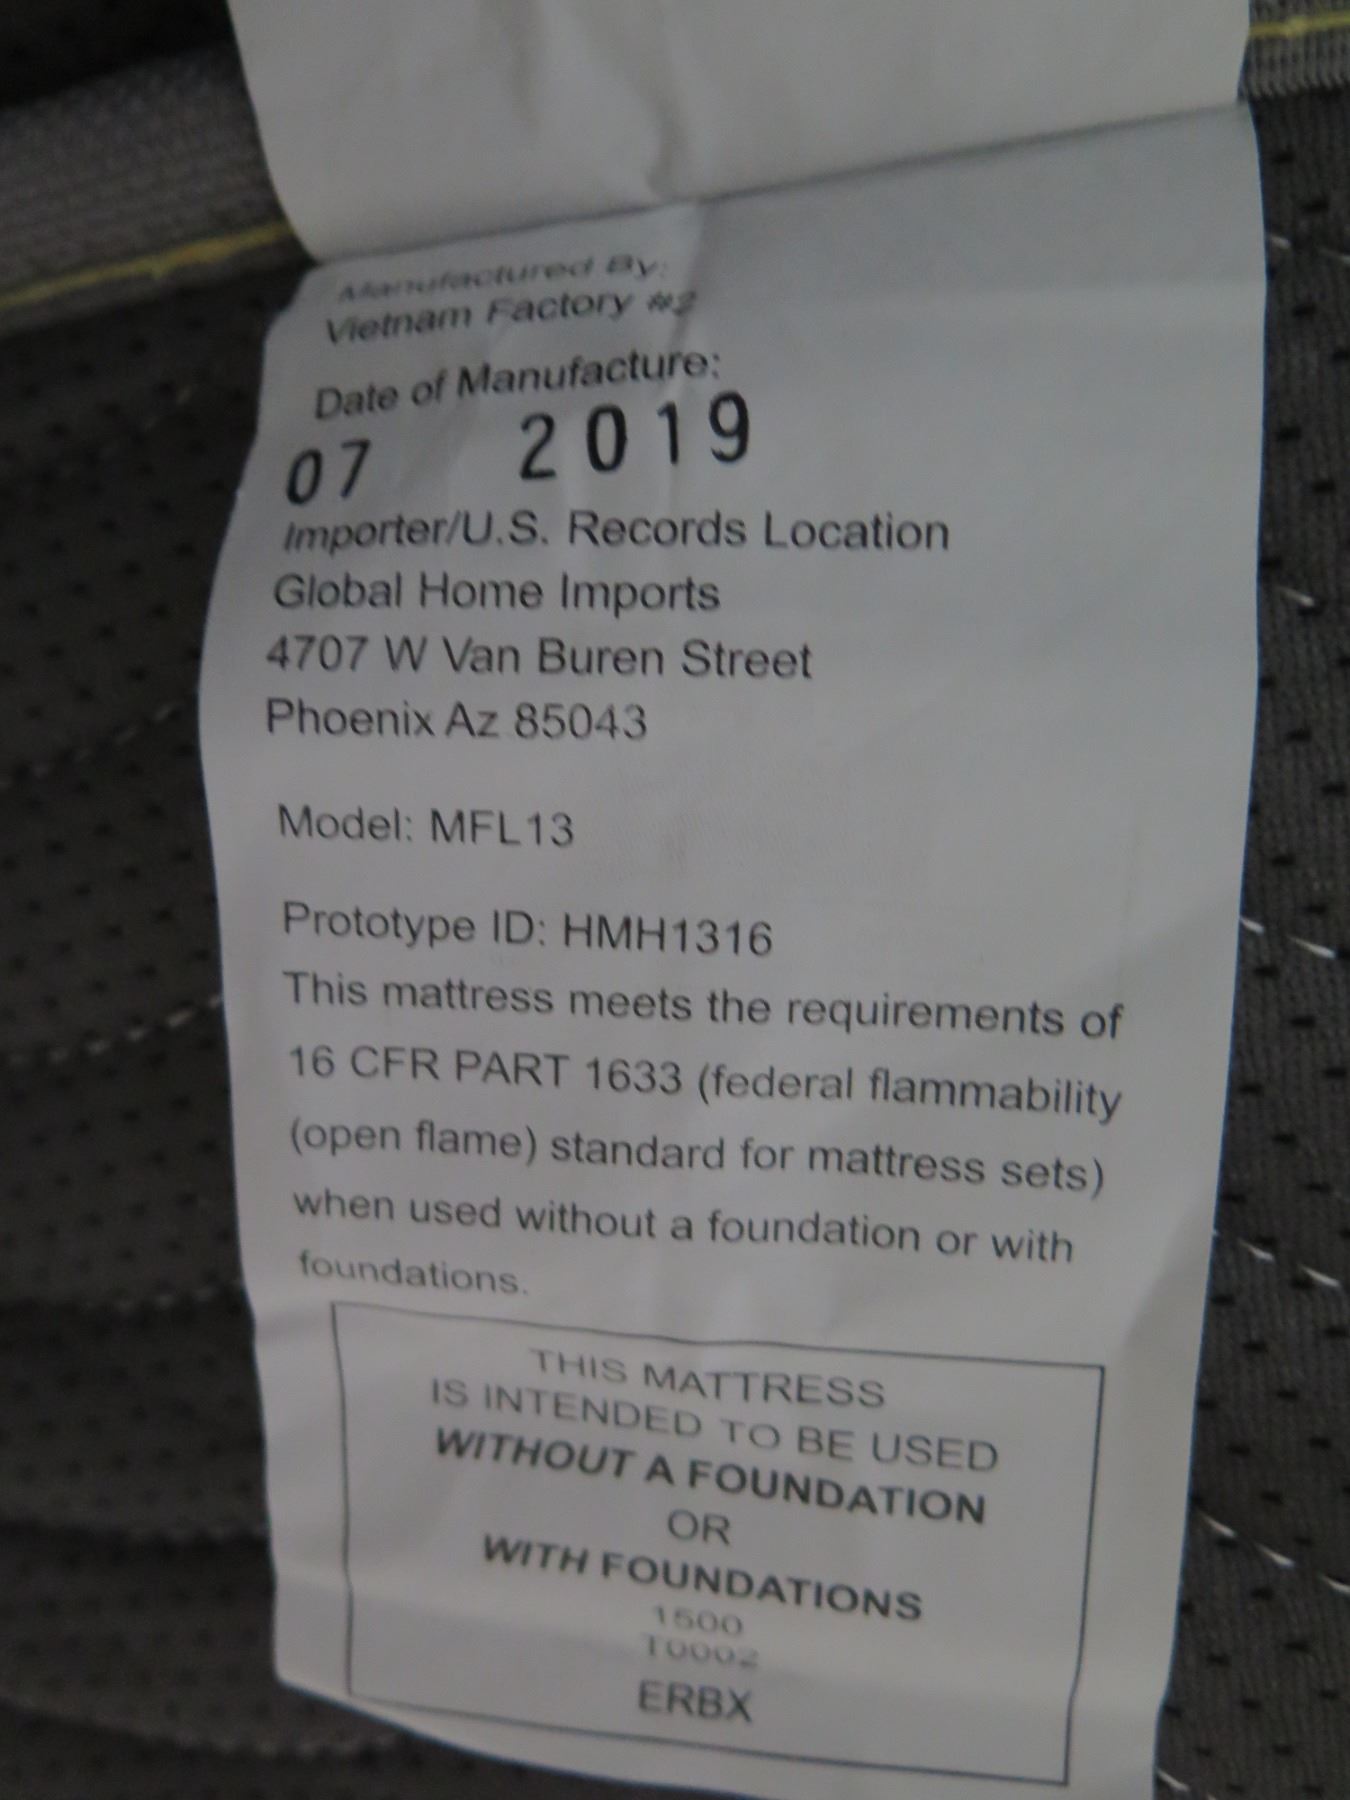 Manufactured By:
Vietnam Factory #2
Date of Manufacture:
07 2019
Importer/U.S. Records Location
Global Home Imports
4707 W Van Buren Street
Phoenix Az 85043
Model: MFL13
Prototype ID: HMH1316
This mattress meets the requirements of
16 CFR PART 1633 (federal flammability
(open flame) standard for mattress sets)
when used without a foundation or with
foundations.
THIS MATTRESS
IS INTENDED TO BE USED
WITHOUT A FOUNDATION
OR
WITH FOUNDATIONS
1500
T0002
ERBX